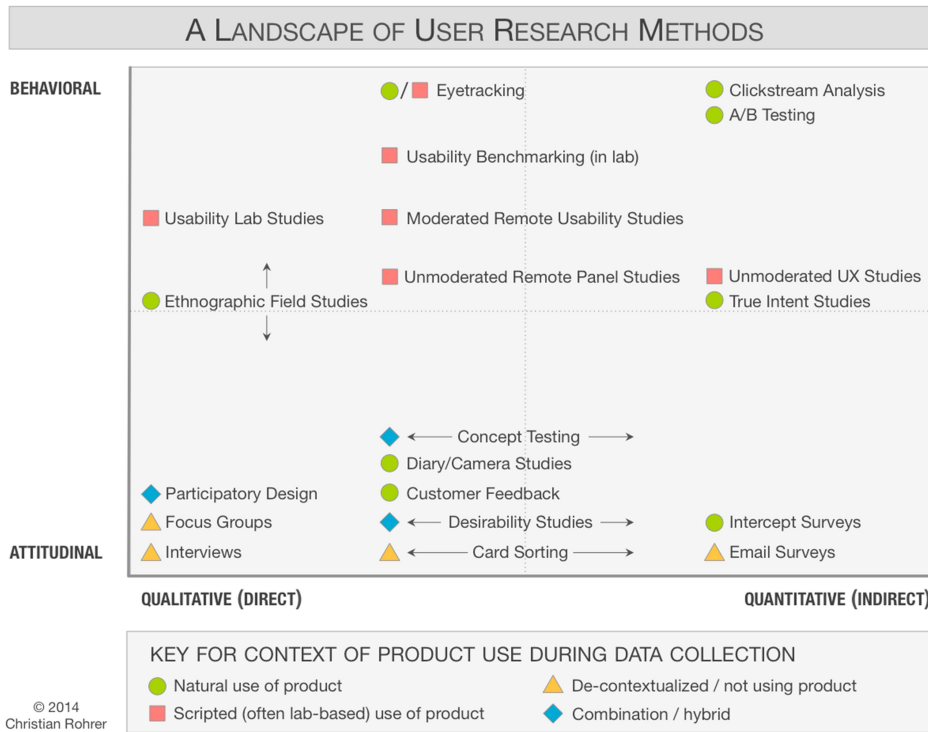 A LANDSCAPE OF USER RESEARCH METHODS
BEHAVIORAL
/ Eyetracking
Clickstream Analysis
A/B Testing
Usability Benchmarking (in lab)
Usability Lab Studies
Moderated Remote Usability Studies
Unmoderated Remote Panel Studies
Unmoderated UX Studies
Ethnographic Field Studies
True Intent Studies
Concept Testing
Diary/Camera Studies
Participatory Design
Customer Feedback
Focus Groups
Desirability Studies
Intercept Surveys
ATTITUDINAL
Interviews
Card Sorting
Email Surveys
QUALITATIVE (DIRECT)
QUANTITATIVE (INDIRECT)
KEY FOR CONTEXT OF PRODUCT USE DURING DATA COLLECTION
Natural use of product
De-contextualized / not using product
Scripted (often lab-based) use of product
Combination / hybrid
© 2014
Christian Rohrer